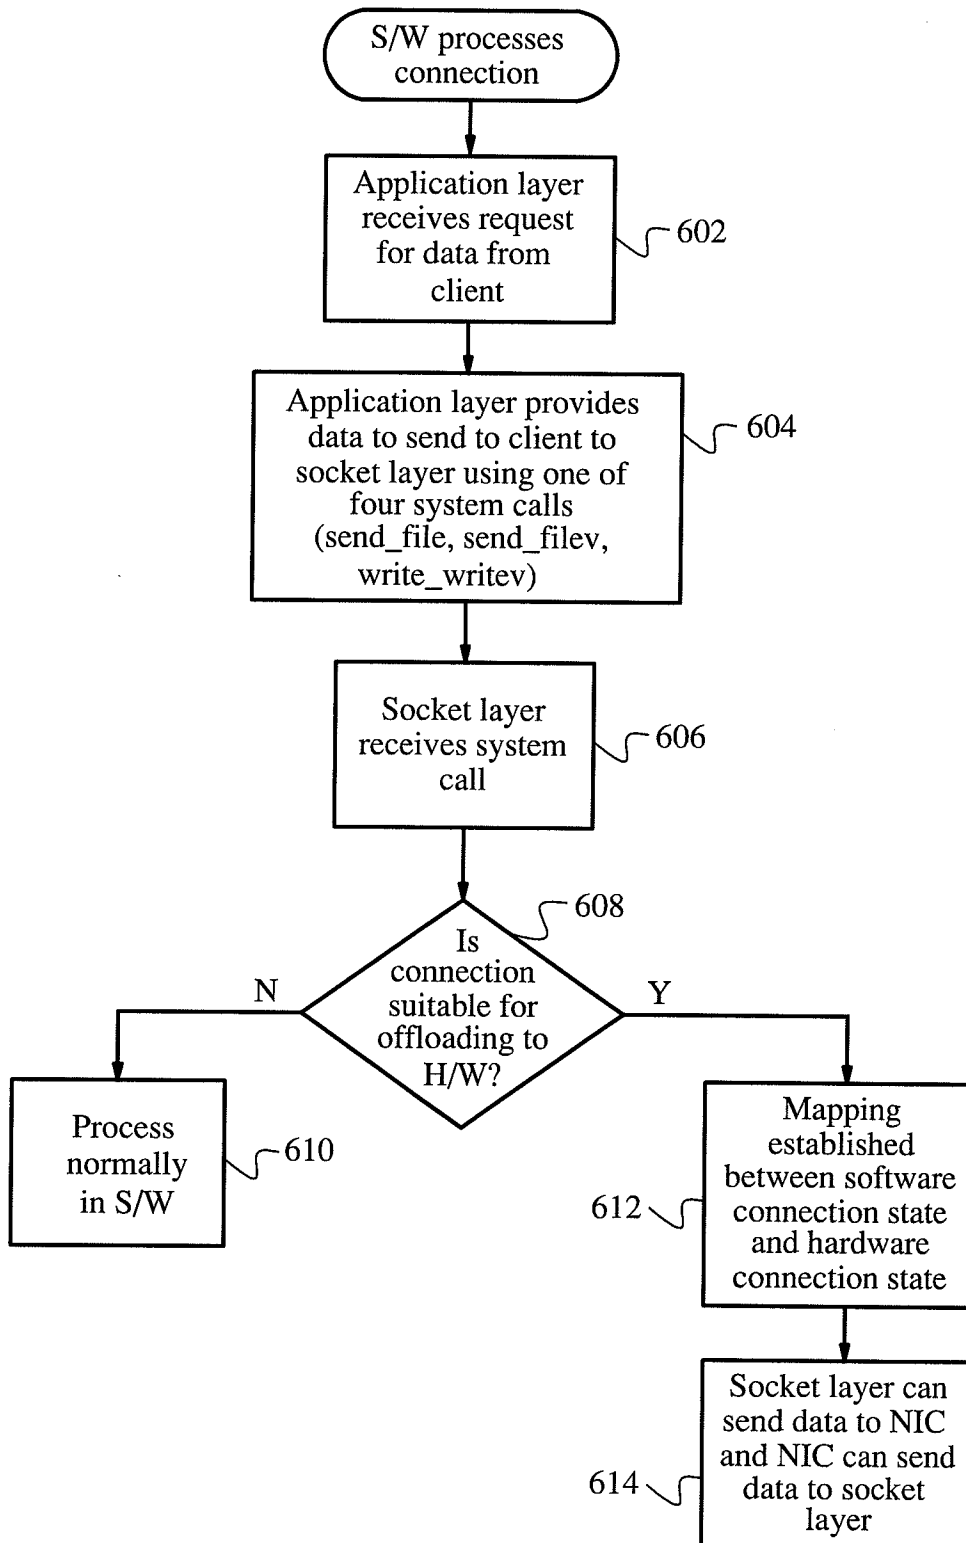 S/W processes
connection
Application layer
receives request
for data from
client
602
Application layer provides
data to send to client to
socket layer using one of
four system calls
(send_file, send_filev,
write_writev)
604
Socket layer
receives system
call
606
608
Is
connection
suitable for
offloading to
H/W?
N
Y
Process
normally
in S/W
610
Mapping
established
between software
connection state
and hardware
connection state
612
Socket layer can
send data to NIC
and NIC can send
data to socket
layer
614